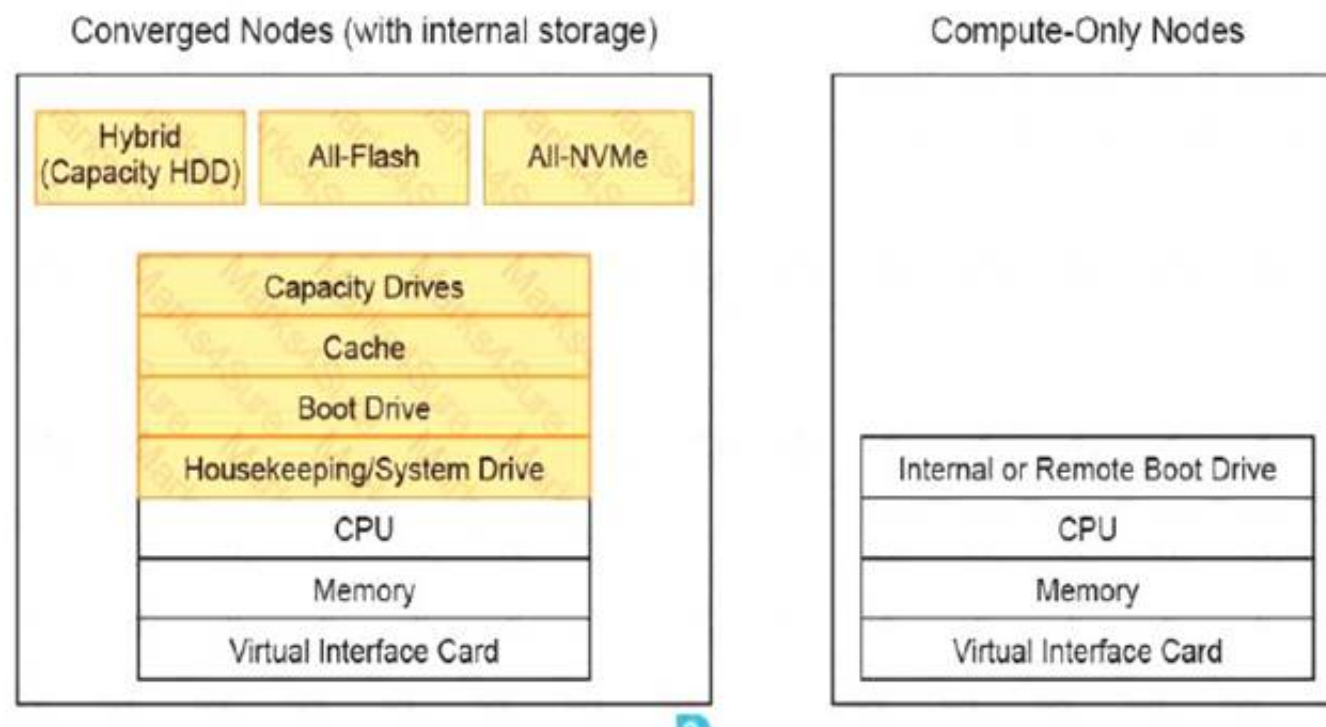 Converged Nodes (with internal storage)
Compute-Only Nodes
Hybrid
(Capacity HDD)
All-Flash
All-NVMe
Capacity Drives
Cache
Boot Drive
Housekeeping/System Drive
CPU
Memory
Virtual Interface Card
Internal or Remote Boot Drive
CPU
Memory
Virtual Interface Card